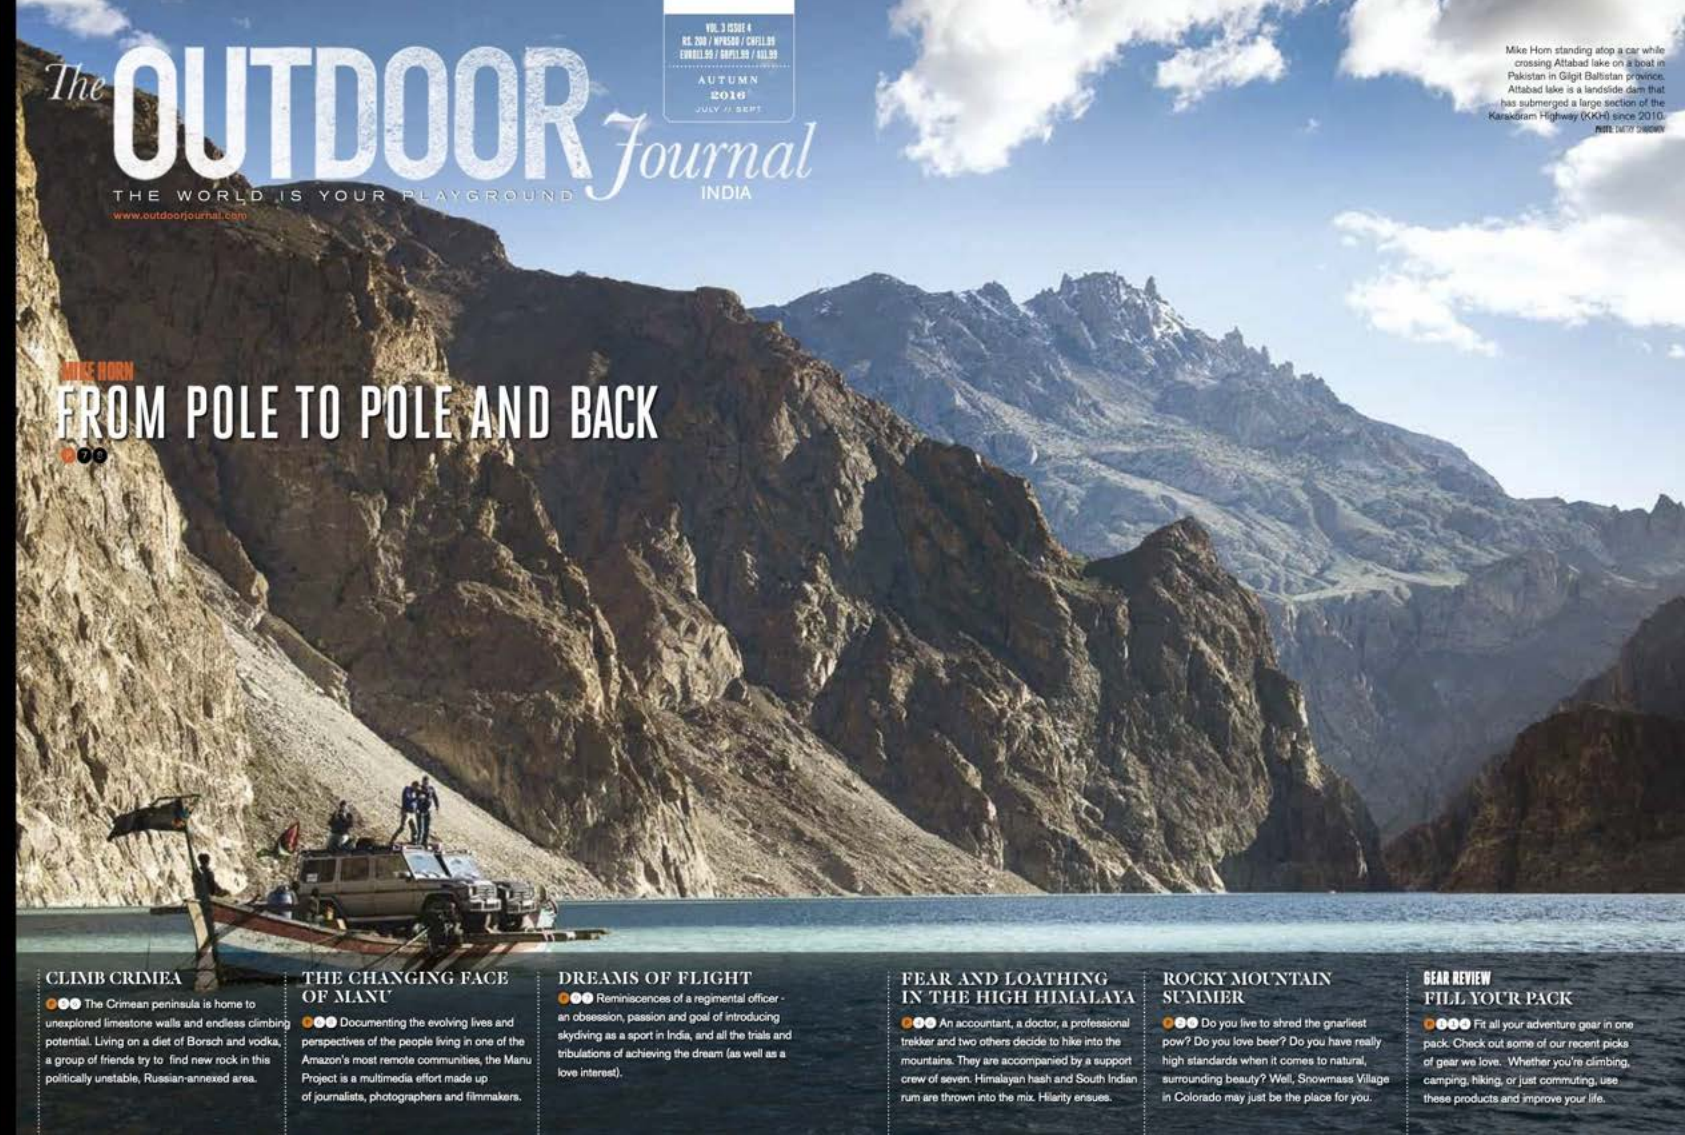 The OUTDOOR Journal
INDIA
THE WORLD IS YOUR PLAYGROUND
www.outdoorjournal.com
VOL. 3 ISSUE 4
RS. 200 / NPR500 / CHF11.99
AUTUMN
2016
JULY // SEPT
Mike Horn standing atop a car while
crossing Attabad lake on a boat in
Pakistan in Gilgit Baltistan province.
Attabad lake is a landslide dam that
has submerged a large section of the
Karakoram Highway (KKH) since 2010.
PHOTO:
MIKE HORN
FROM POLE TO POLE AND BACK
P 7 8
CLIMB CRIMEA
The Crimean peninsula is home to
unexplored limestone walls and endless climbing
potential. Living on a diet of Borsch and vodka,
a group of friends try to find new rock in this
politically unstable, Russian-annexed area.
THE CHANGING FACE
OF MANU
Documenting the evolving lives and
perspectives of the people living in one of the
Amazon's most remote communities, the Manu
Project is a multimedia effort made up
of journalists, photographers and filmmakers.
DREAMS OF FLIGHT
Reminiscences of a regimental officer -
an obsession, passion and goal of introducing
skydiving as a sport in India, and all the trials and
tribulations of achieving the dream (as well as a
love interest).
FEAR AND LOATHING
IN THE HIGH HIMALAYA
An accountant, a doctor, a professional
trekker and two others decide to hike into the
mountains. They are accompanied by a support
crew of seven. Himalayan hash and South Indian
rum are thrown into the mix. Hilarity ensues.
ROCKY MOUNTAIN
SUMMER
Do you live to shred the gnarliest
pow? Do you love beer? Do you have really
high standards when it comes to natural,
surrounding beauty? Well, Snowmass Village
in Colorado may just be the place for you.
GEAR REVIEW
FILL YOUR PACK
Fit all your adventure gear in one
pack. Check out some of our recent picks
of gear we love. Whether you're climbing,
camping, hiking, or just commuting, use
these products and improve your life.